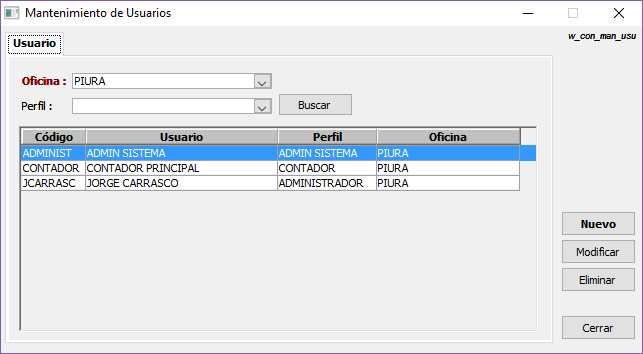 Mantenimiento de Usuarios
w_con_man_usu
Usuario
Oficina : PIURA
Perfil : Buscar
Código Usuario Perfil Oficina
ADMINIST ADMIN SISTEMA ADMIN SISTEMA PIURA
CONTADOR CONTADOR PRINCIPAL CONTADOR PIURA
JCARRASC JORGE CARRASCO ADMINISTRADOR PIURA
Nuevo
Modificar
Eliminar
Cerrar